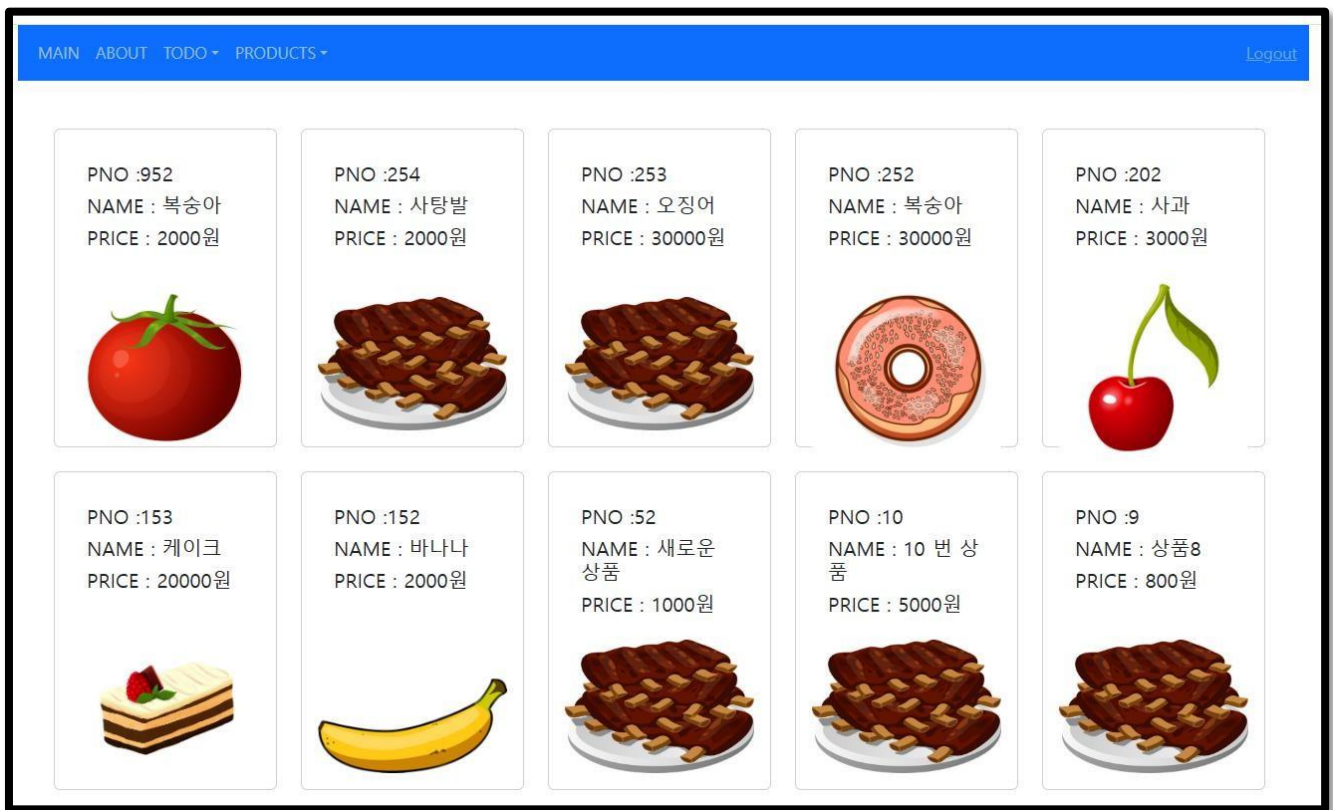 MAIN ABOUT TODO PRODUCTS Logout
PNO :952
NAME : 복숭아
PRICE : 2000원
PNO :254
NAME : 사탕발
PRICE : 2000원
PNO :253
NAME : 오징어
PRICE : 30000원
PNO :252
NAME : 복숭아
PRICE : 30000원
PNO :202
NAME : 사과
PRICE : 3000원
PNO :153
NAME : 케이크
PRICE : 20000원
PNO :152
NAME : 바나나
PRICE : 2000원
PNO :52
NAME : 새로운
상품
PRICE : 1000원
PNO :10
NAME : 10 번 상
품
PRICE : 5000원
PNO :9
NAME : 상품8
PRICE : 800원